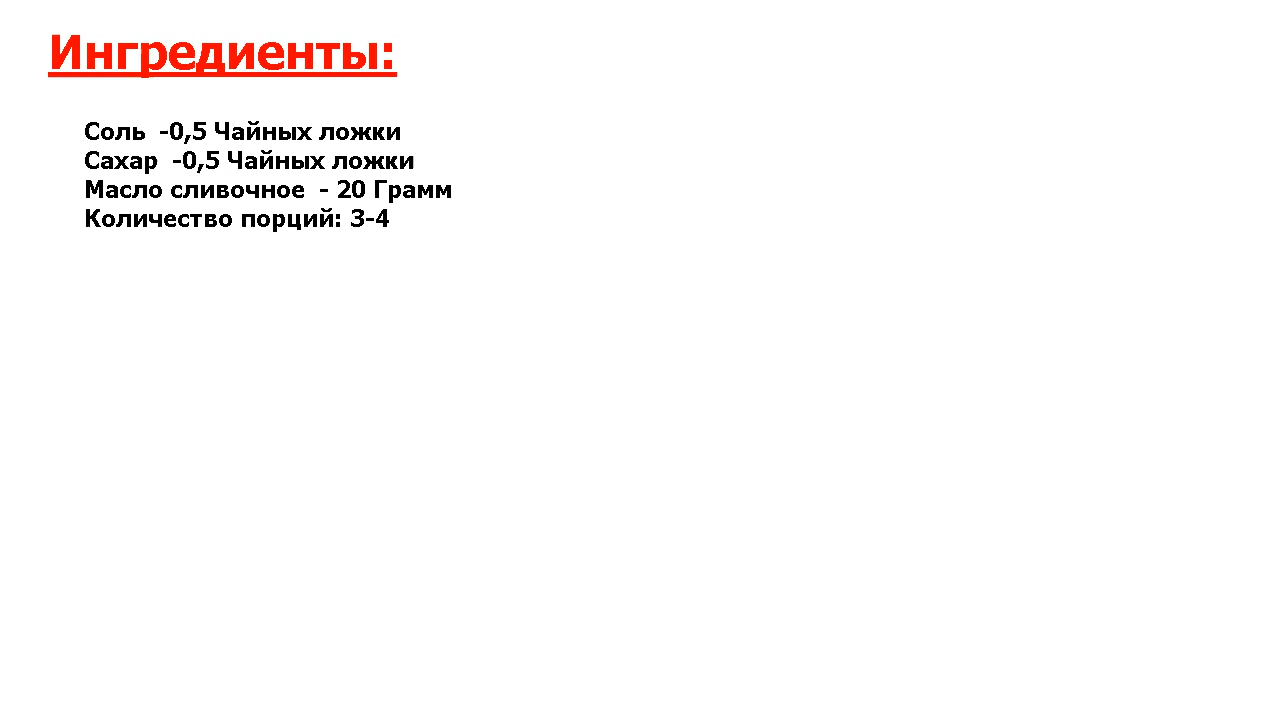 Ингредиенты:
Соль  -0,5 Чайных ложки
Сахар  -0,5 Чайных ложки
Масло сливочное  - 20 Грамм
Количество порций: 3-4